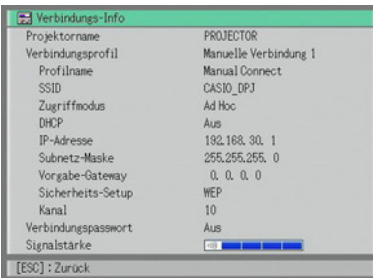 Verbindungs-Info
Projektorname PROJECTOR
Verbindungsprofil Manuelle Verbindung 1
Profilname Manual Connect
SSID CASIO_DPJ
Zugriffmodus Ad Hoc
DHCP Aus
IP-Adresse 192.168. 30. 1
Subnetz-Maske 255.255.255. 0
Vorgabe-Gateway 0. 0. 0. 0
Sicherheits-Setup WEP
Kanal 10
Verbindungspasswort Aus
Signalstärke
[ESC] : Zurück